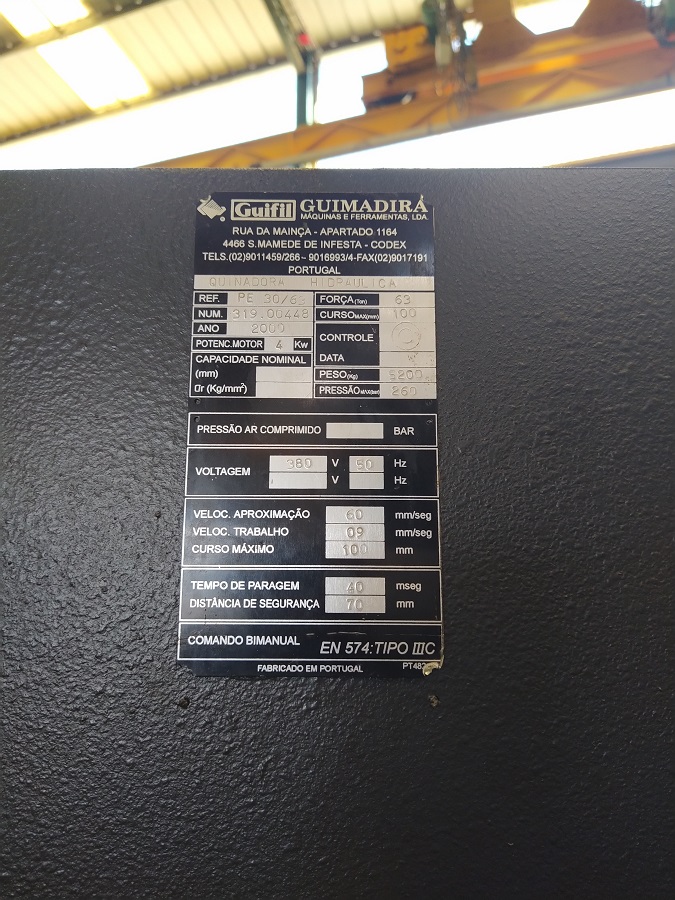 Guifil GUIMADIRA
MÁQUINAS E FERRAMENTAS, LDA.
RUA DA MAINÇA - APARTADO 1164
4466 S.MAMEDE DE INFESTA - CODEX
TELS.(02)9011459/266 ~ 9016993/4-FAX(02)9017191
PORTUGAL
QUINADORA HIDRAULICA
REF. PE 30/63 FORÇA(Ton) 63
NUM. 319.00448 CURSO MAX(mm) 100
ANO 2000
CONTROLE
POTENC.MOTOR 4 Kw
CAPACIDADE NOMINAL DATA
(mm) PESO(Kg) 5200
σr (Kg/mm²) PRESSÃO MAX(bar) 260
PRESSÃO AR COMPRIMIDO BAR
VOLTAGEM 380 V 50 Hz
V Hz
VELOC. APROXIMAÇÃO 60 mm/seg
VELOC. TRABALHO 09 mm/seg
CURSO MÁXIMO 100 mm
TEMPO DE PARAGEM 40 mseg
DISTÂNCIA DE SEGURANÇA 70 mm
COMANDO BIMANUAL EN 574:TIPO IIIC
FABRICADO EM PORTUGAL